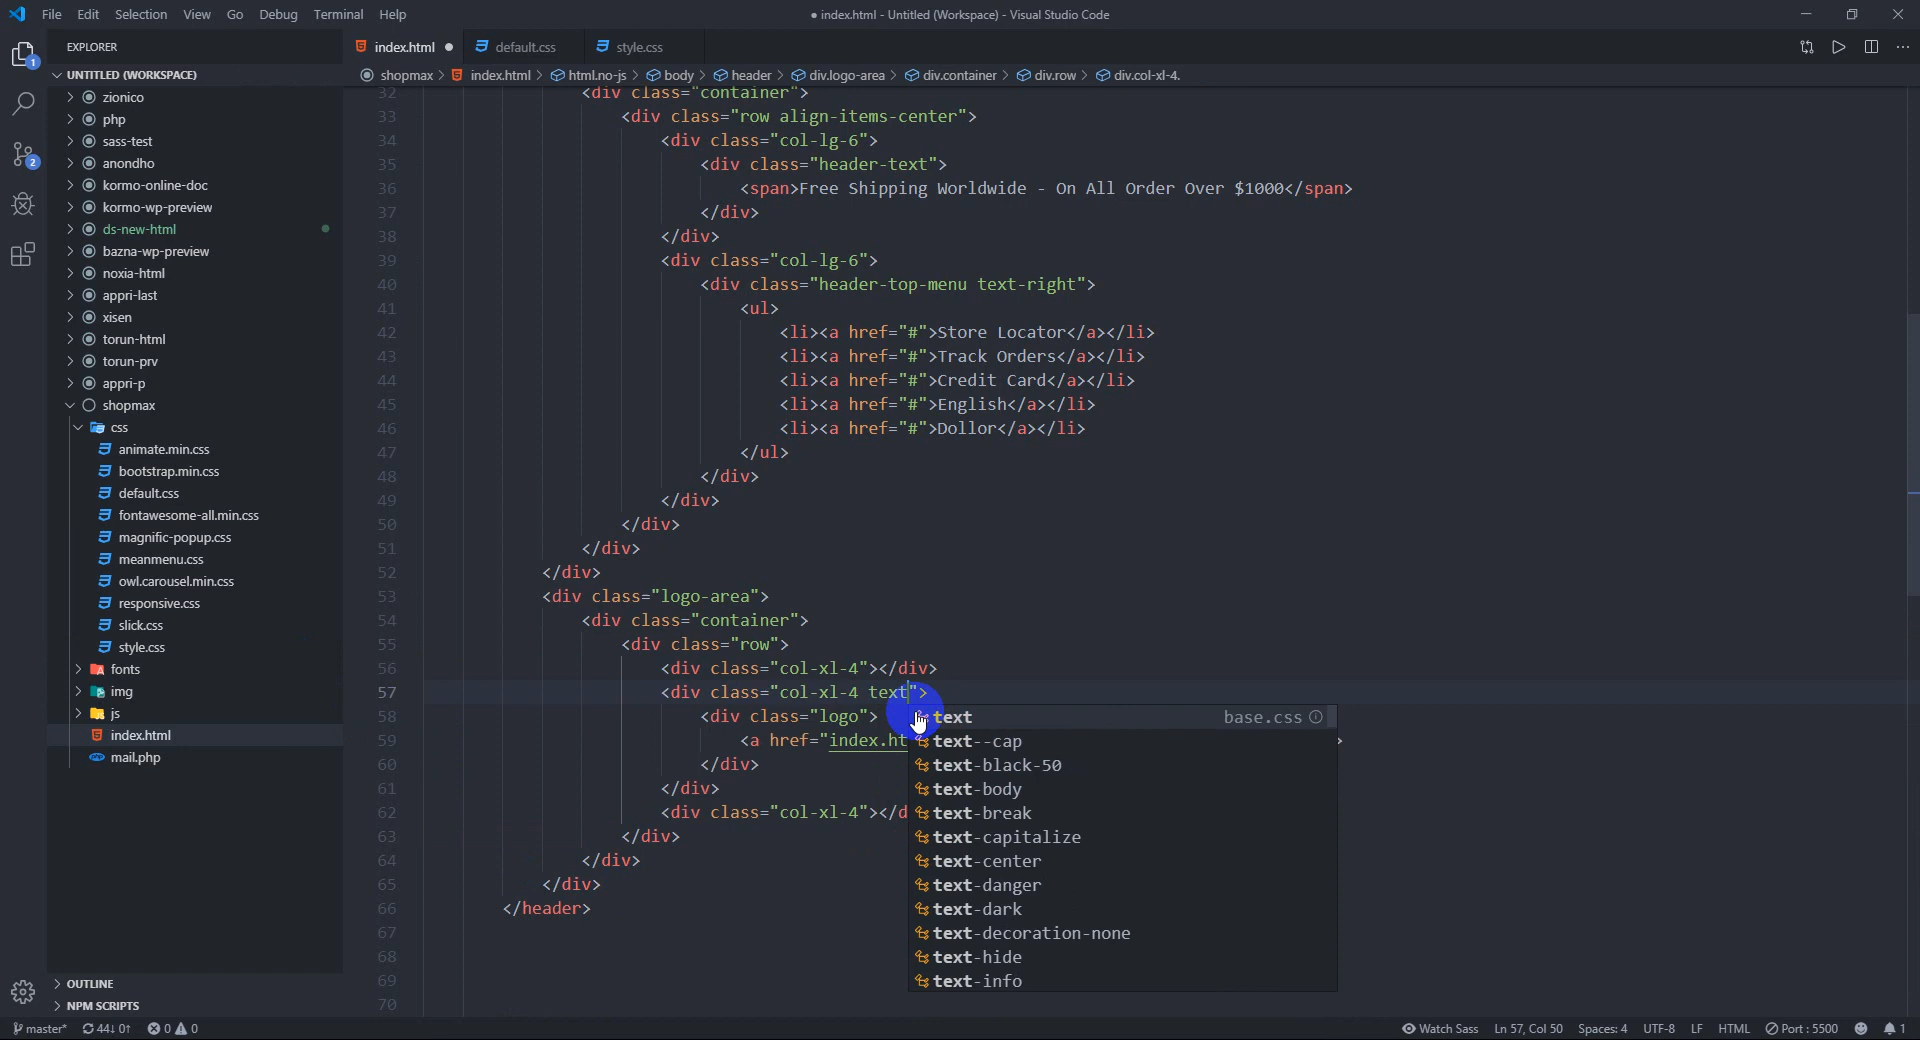 File Edit Selection View Go Debug Terminal Help
● index.html - Untitled (Workspace) - Visual Studio Code
EXPLORER
index.html ●
default.css
style.css
UNTITLED (WORKSPACE)
shopmax > index.html > html.no-js > body > header > div.logo-area > div.container > div.row > div.col-xl-4.
zionico
php
sass-test
anondho
kormo-online-doc
kormo-wp-preview
ds-new-html
bazna-wp-preview
noxia-html
appri-last
xisen
torun-html
torun-prv
appri-p
shopmax
css
animate.min.css
bootstrap.min.css
default.css
fontawesome-all.min.css
magnific-popup.css
meanmenu.css
owl.carousel.min.css
responsive.css
slick.css
style.css
fonts
img
js
index.html
mail.php
OUTLINE
NPM SCRIPTS
1
2
32 <div class="container">
33 <div class="row align-items-center">
34 <div class="col-lg-6">
35 <div class="header-text">
36 <span>Free Shipping Worldwide - On All Order Over $1000</span>
37 </div>
38 </div>
39 <div class="col-lg-6">
40 <div class="header-top-menu text-right">
41 <ul>
42 <li><a href="#">Store Locator</a></li>
43 <li><a href="#">Track Orders</a></li>
44 <li><a href="#">Credit Card</a></li>
45 <li><a href="#">English</a></li>
46 <li><a href="#">Dollor</a></li>
47 </ul>
48 </div>
49 </div>
50 </div>
51 </div>
52 </div>
53 <div class="logo-area">
54 <div class="container">
55 <div class="row">
56 <div class="col-xl-4"></div>
57 <div class="col-xl-4 text">
58 <div class="logo">
59 <a href="index.ht >
60 </div>
61 </div>
62 <div class="col-xl-4"></d
63 </div>
64 </div>
65 </div>
66 </header>
67
68
69
70
text base.css
text--cap
text-black-50
text-body
text-break
text-capitalize
text-center
text-danger
text-dark
text-decoration-none
text-hide
text-info
master* 44↓ 0↑ 0 0
Watch Sass Ln 57, Col 50 Spaces: 4 UTF-8 LF HTML Port : 5500 1